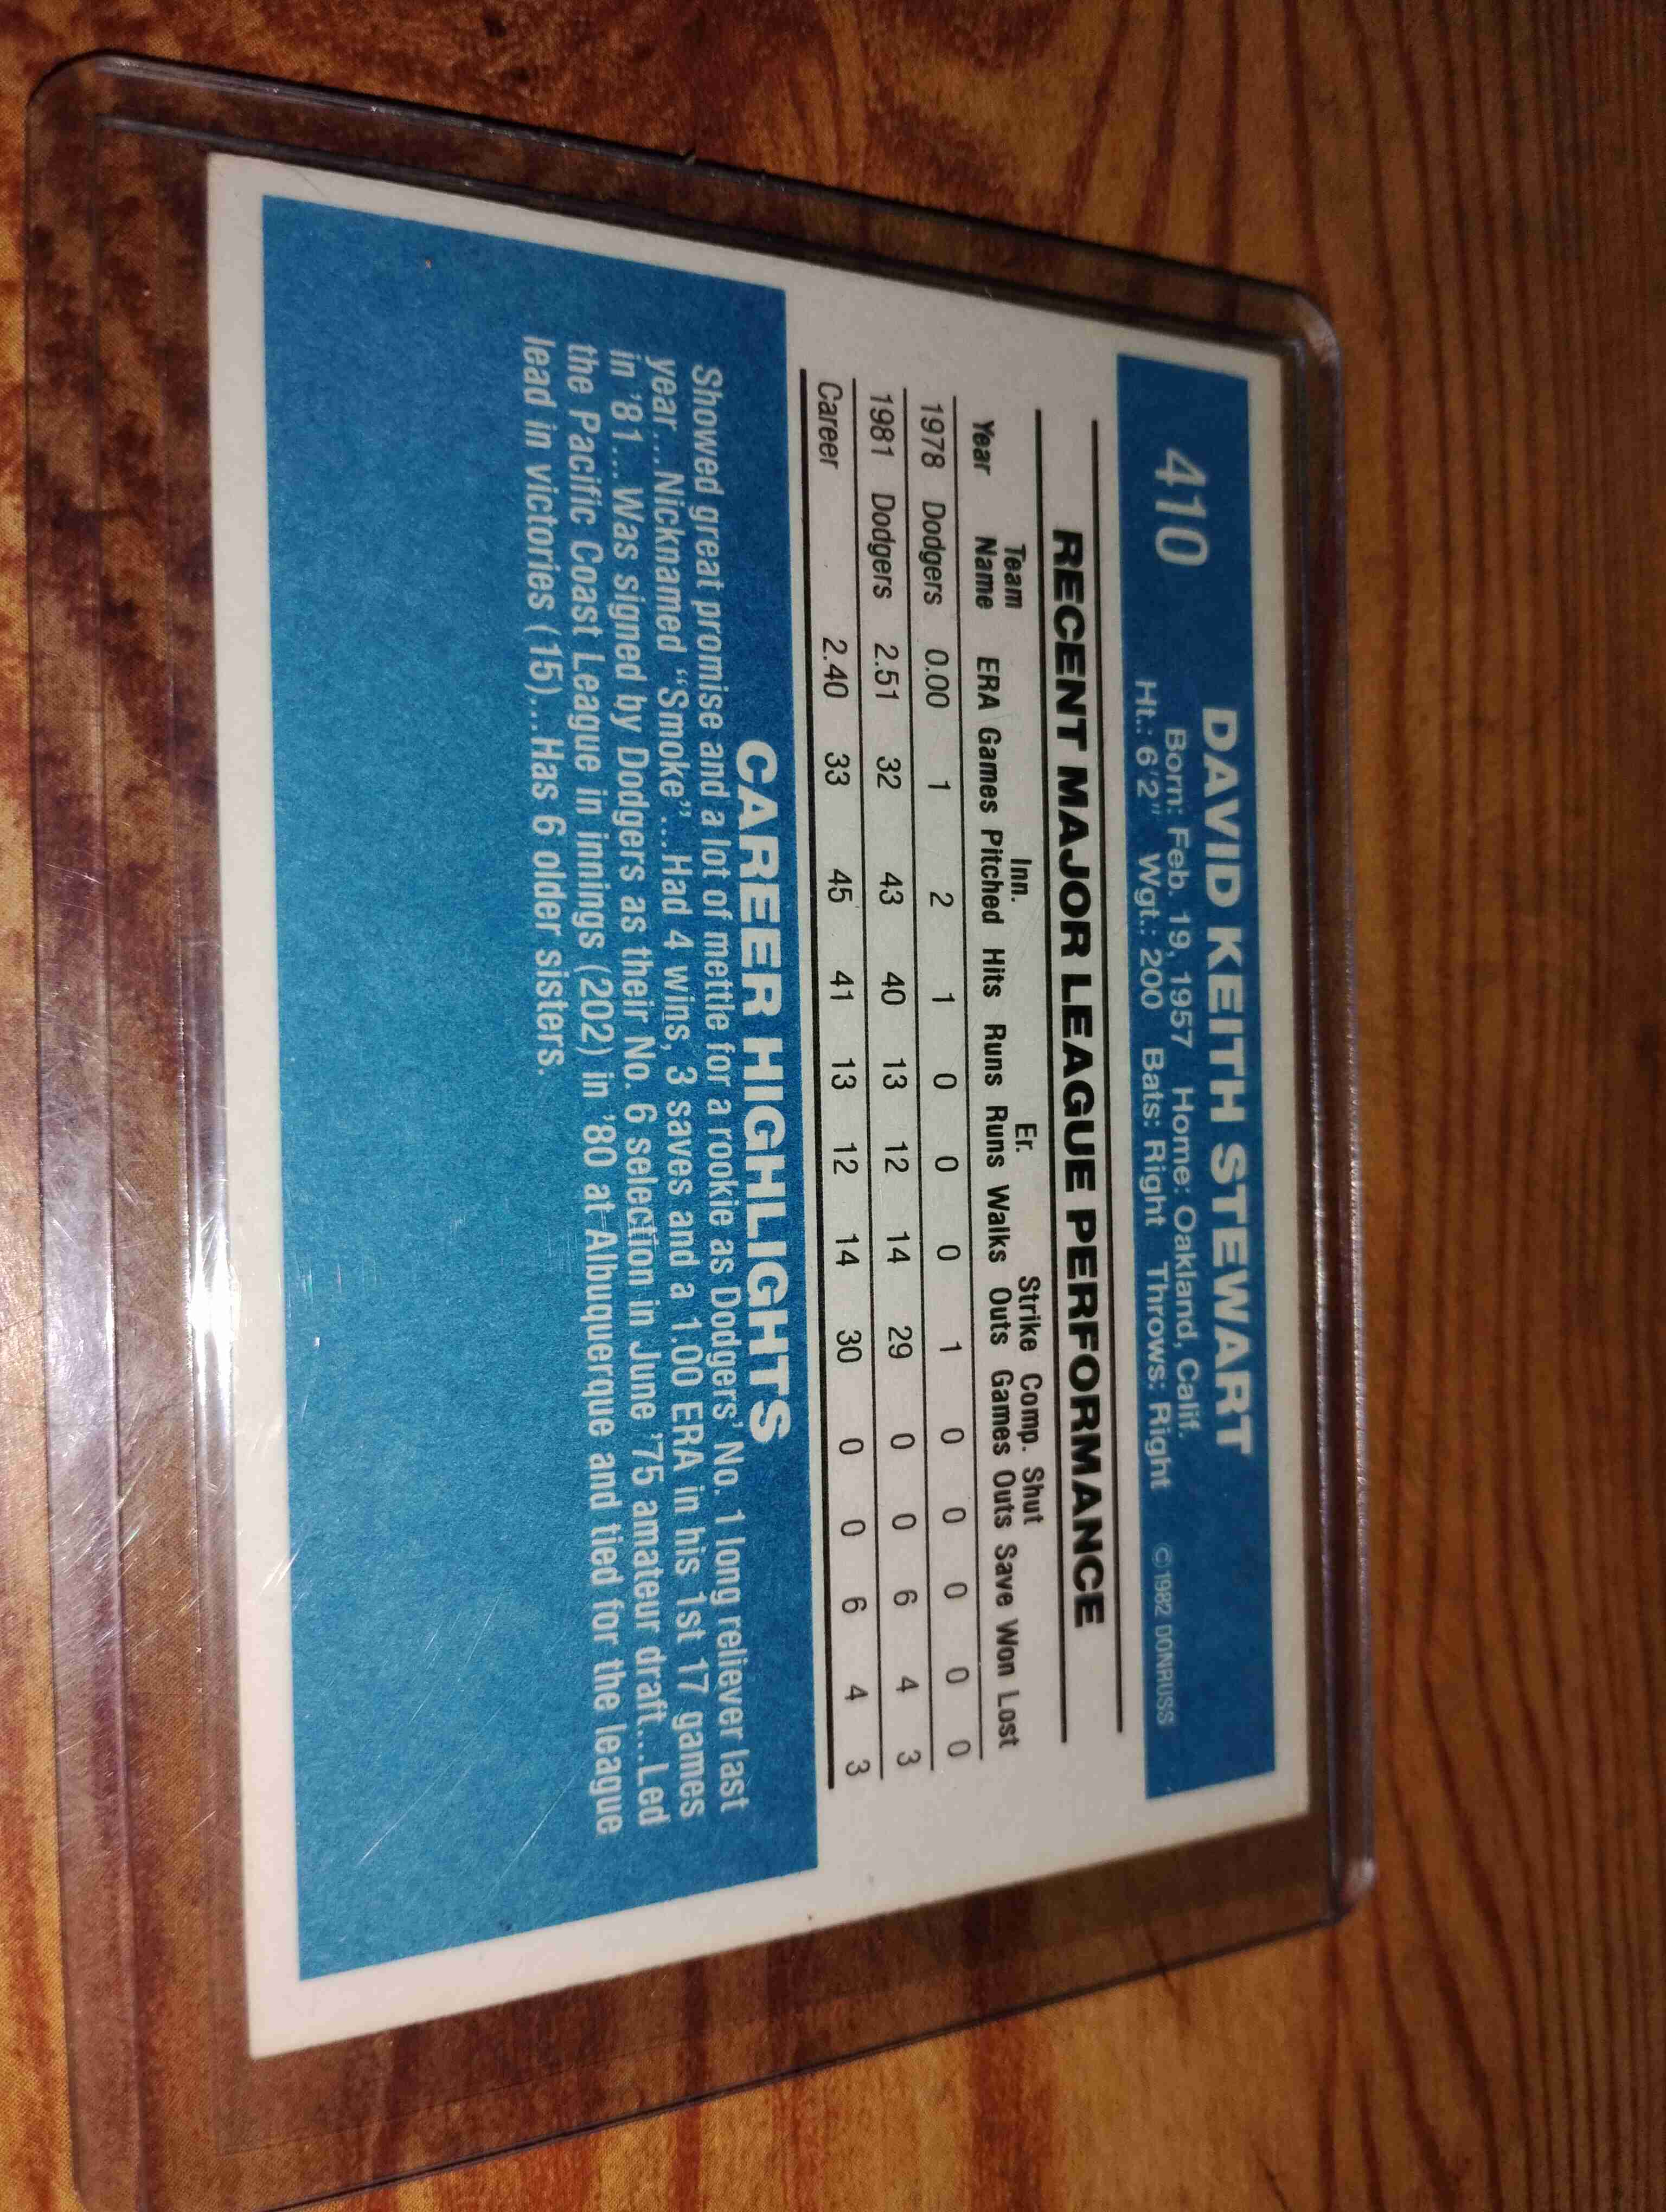 410 DAVID KEITH STEWART
Born: Feb. 19, 1957 Home: Oakland, Calif.
Ht.: 6'2" Wgt.: 200 Bats: Right Throws: Right ©1982 DONRUSS
RECENT MAJOR LEAGUE PERFORMANCE
Team Inn. Er. Strike Comp. Shut
Year Name ERA Games Pitched Hits Runs Runs Walks Outs Games Outs Save Won Lost
1978 Dodgers 0.00 1 2 1 0 0 0 1 0 0 0 0 0
1981 Dodgers 2.51 32 43 40 13 12 14 29 0 0 6 4 3
Career 2.40 33 45 41 13 12 14 30 0 0 6 4 3
CAREER HIGHLIGHTS
Showed great promise and a lot of mettle for a rookie as Dodgers' No. 1 long reliever last
year...Nicknamed "Smoke"...Had 4 wins, 3 saves and a 1.00 ERA in his 1st 17 games
in '81...Was signed by Dodgers as their No. 6 selection in June '75 amateur draft...Led
the Pacific Coast League in innings (202) in '80 at Albuquerque and tied for the league
lead in victories (15)...Has 6 older sisters.